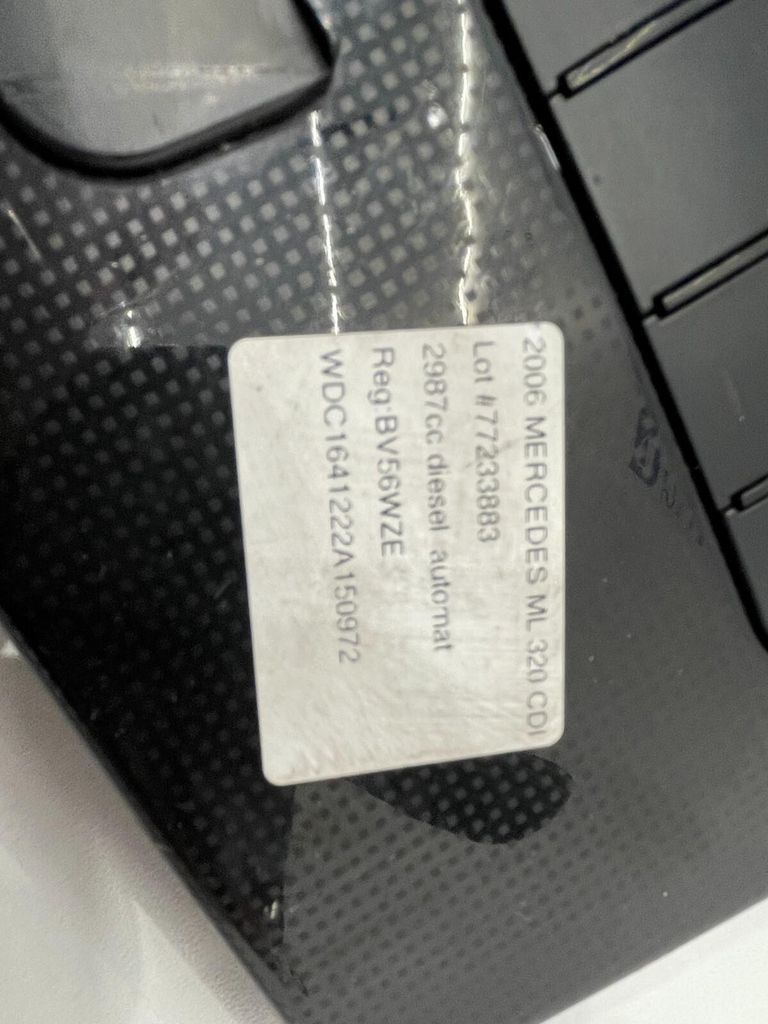 2006 MERCEDES ML 320 CDI
Lot #77233883
2987cc diesel automat
Reg:BV56WZE
WDC1641222A150972